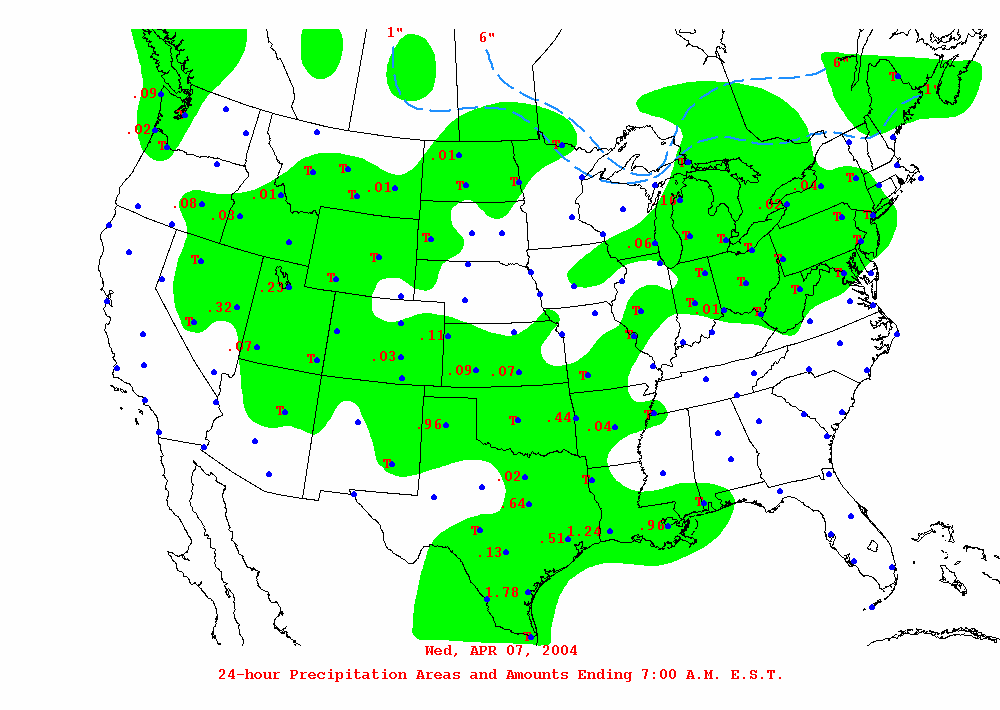 1" 6"
6"
T
1"
.09
T
.02
T T
.01
T
T T
.01 .01 T T T .04 T
.08 .10 .02
.03 T T
T T T .06 T
T T T
.23 T T T T
.32 T T .01 T
T .11 T
.07 T .03
.09 .07 T
T .96 T .44 .04 T
T
.02 T
.64 T
T .51 1.24 .96
.13
1.78
T
Wed, APR 07, 2004
24-hour Precipitation Areas and Amounts Ending 7:00 A.M. E.S.T.